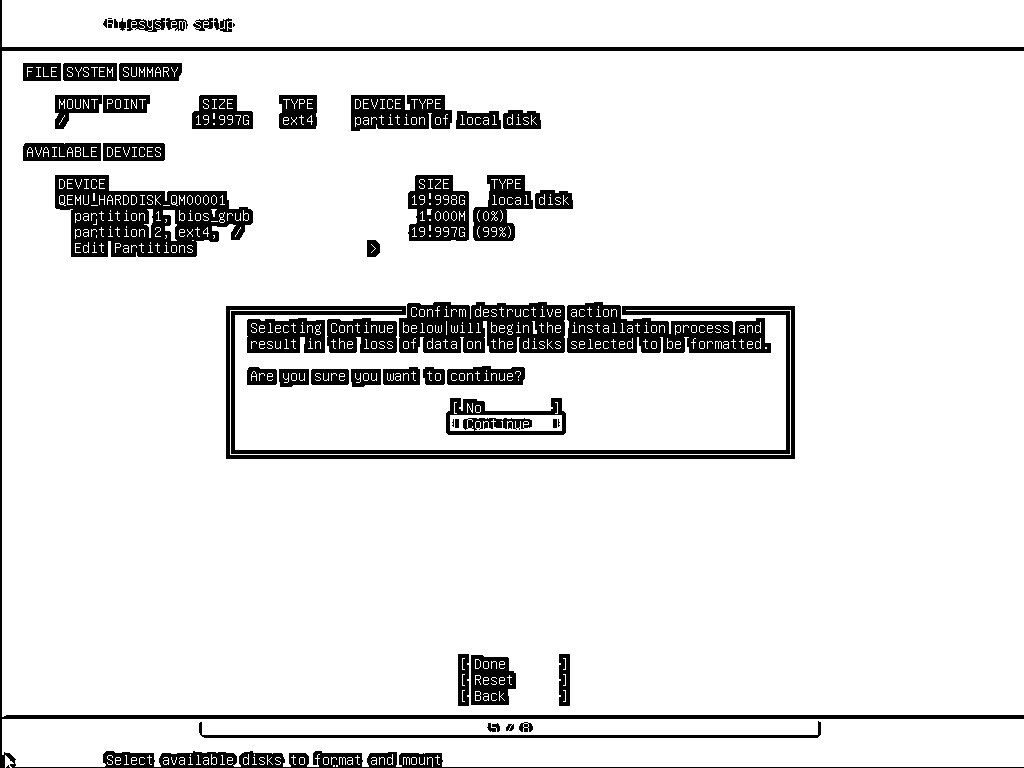 Filesystem setup
FILE SYSTEM SUMMARY
MOUNT POINT SIZE TYPE DEVICE TYPE
/ 19.997G ext4 partition of local disk
AVAILABLE DEVICES
DEVICE SIZE TYPE
QEMU_HARDDISK_QM00001 19.998G local disk
partition 1, bios_grub 1.000M (0%)
partition 2, ext4, / 19.997G (99%)
Edit Partitions >
Confirm destructive action
Selecting Continue below will begin the installation process and
result in the loss of data on the disks selected to be formatted.
Are you sure you want to continue?
[ No ]
[ Continue ]
[ Done ]
[ Reset ]
[ Back ]
5 / 8
Select available disks to format and mount